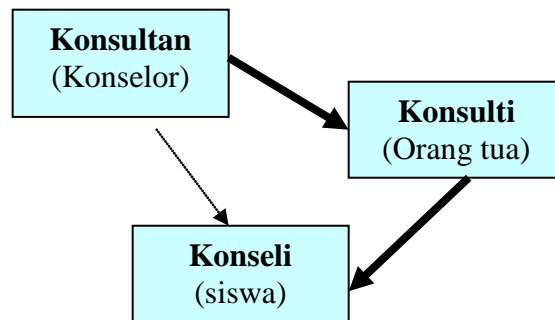 Konsultan
(Konselor)
Konsulti
(Orang tua)
Konseli
(siswa)